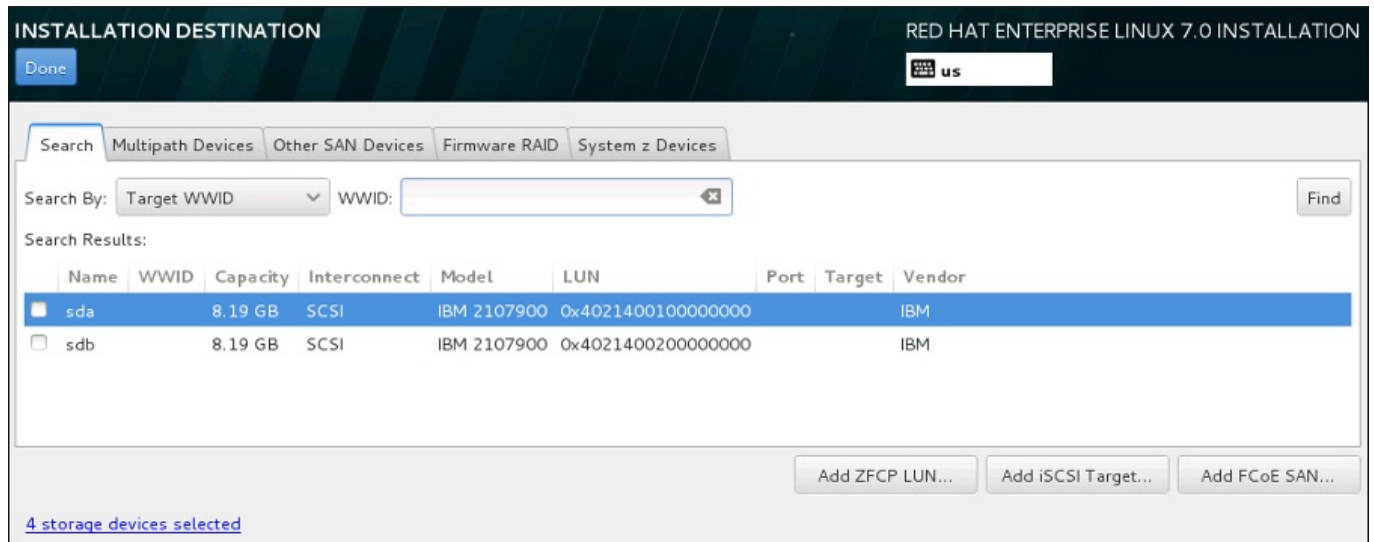 INSTALLATION DESTINATION
RED HAT ENTERPRISE LINUX 7.0 INSTALLATION
Done
us
Search Multipath Devices Other SAN Devices Firmware RAID System z Devices
Search By: Target WWID WWID: Find
Search Results:
Name WWID Capacity Interconnect Model LUN Port Target Vendor
sda 8.19 GB SCSI IBM 2107900 0x4021400100000000 IBM
sdb 8.19 GB SCSI IBM 2107900 0x4021400200000000 IBM
Add ZFCP LUN... Add iSCSI Target... Add FCoE SAN...
4 storage devices selected